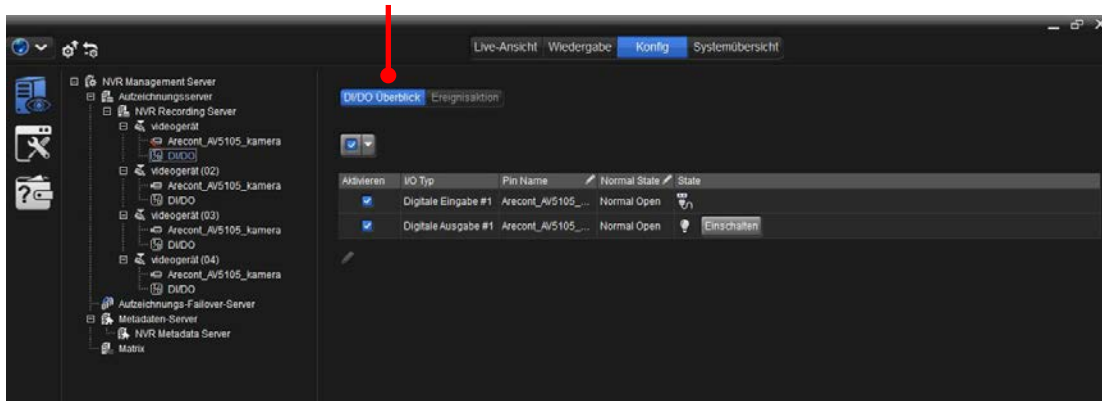 Live-Ansicht Wiedergabe Konfig Systemübersicht
NVR Management Server
Aufzeichnungsserver
NVR Recording Server
videogerät
Arecont_AV5105_kamera
DI/DO
videogerät (02)
Arecont_AV5105_kamera
DI/DO
videogerät (03)
Arecont_AV5105_kamera
DI/DO
videogerät (04)
Arecont_AV5105_kamera
DI/DO
Aufzeichnungs-Failover-Server
Metadaten-Server
NVR Metadata Server
Matrix
DI/DO Überblick Ereignisaktion
Aktivieren I/O Typ Pin Name Normal State State
Digitale Eingabe #1 Arecont_AV5105_... Normal Open
Digitale Ausgabe #1 Arecont_AV5105_... Normal Open Einschalten